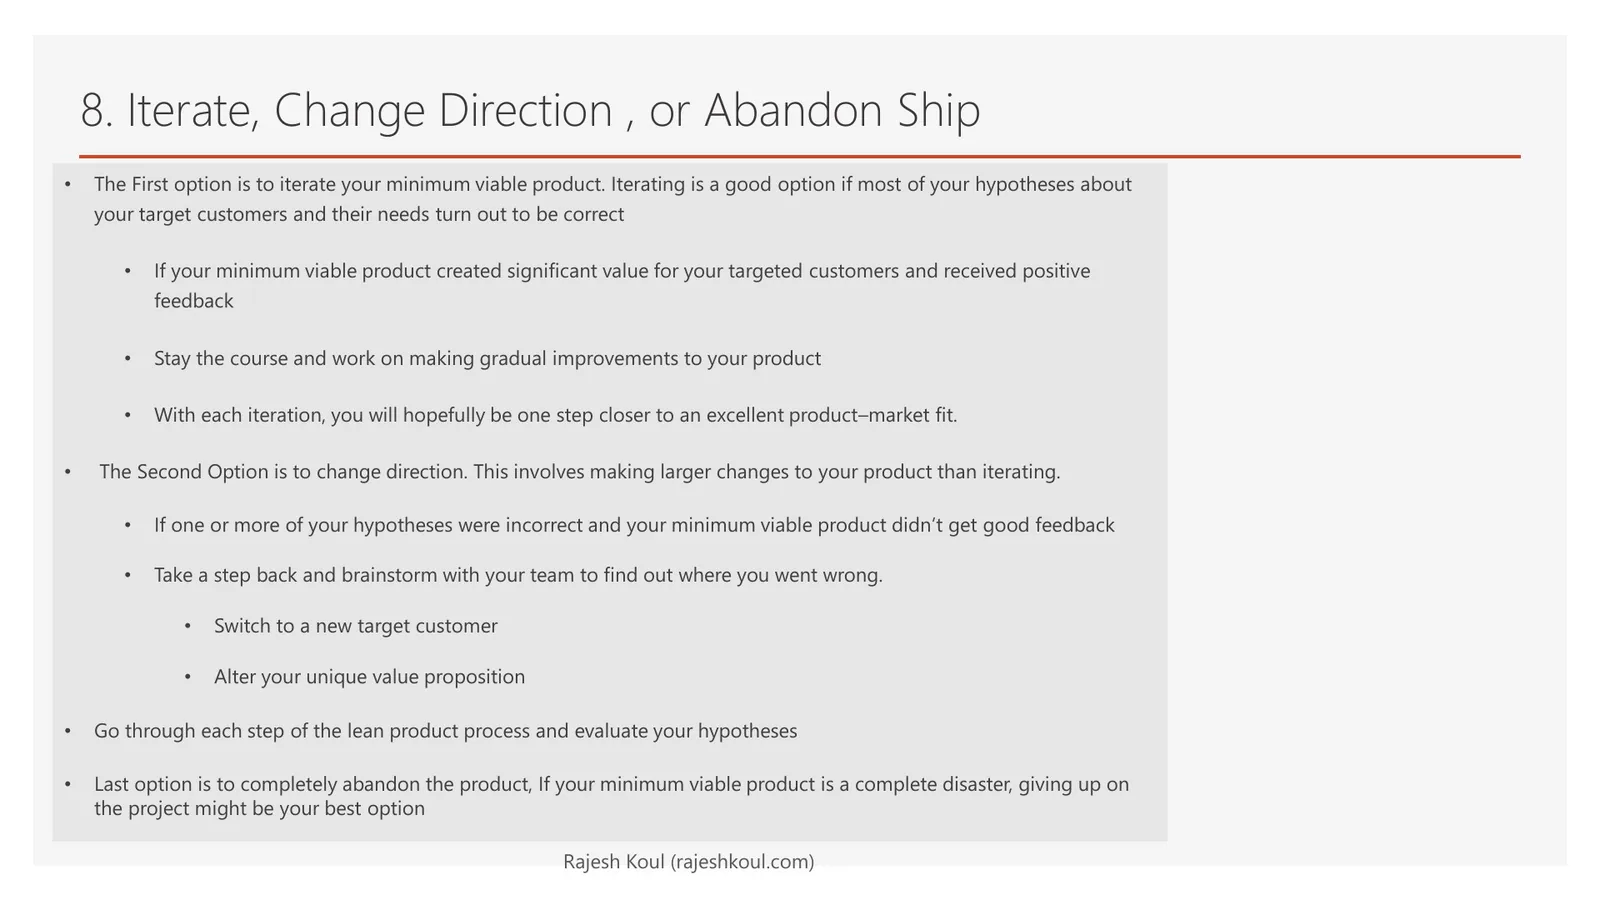 8. Iterate, Change Direction , or Abandon Ship
• The First option is to iterate your minimum viable product. Iterating is a good option if most of your hypotheses about
your target customers and their needs turn out to be correct
• If your minimum viable product created significant value for your targeted customers and received positive
feedback
• Stay the course and work on making gradual improvements to your product
• With each iteration, you will hopefully be one step closer to an excellent product–market fit.
• The Second Option is to change direction. This involves making larger changes to your product than iterating.
• If one or more of your hypotheses were incorrect and your minimum viable product didn’t get good feedback
• Take a step back and brainstorm with your team to find out where you went wrong.
• Switch to a new target customer
• Alter your unique value proposition
• Go through each step of the lean product process and evaluate your hypotheses
• Last option is to completely abandon the product, If your minimum viable product is a complete disaster, giving up on
the project might be your best option
Rajesh Koul (rajeshkoul.com)